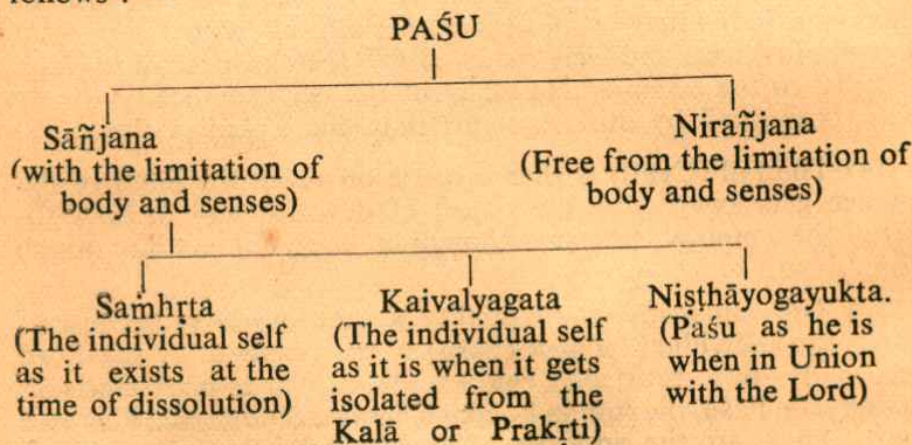 follows :
PAŚU
Sāñjana
(with the limitation of
body and senses)
Nirañjana
(Free from the limitation of
body and senses)
Saṁhṛta
(The individual self
as it exists at the
time of dissolution)
Kaivalyagata
(The individual self
as it is when it gets
isolated from the
Kalā or Prakṛti)
Niṣṭhāyogayukta.
(Paśu as he is
when in Union
with the Lord)